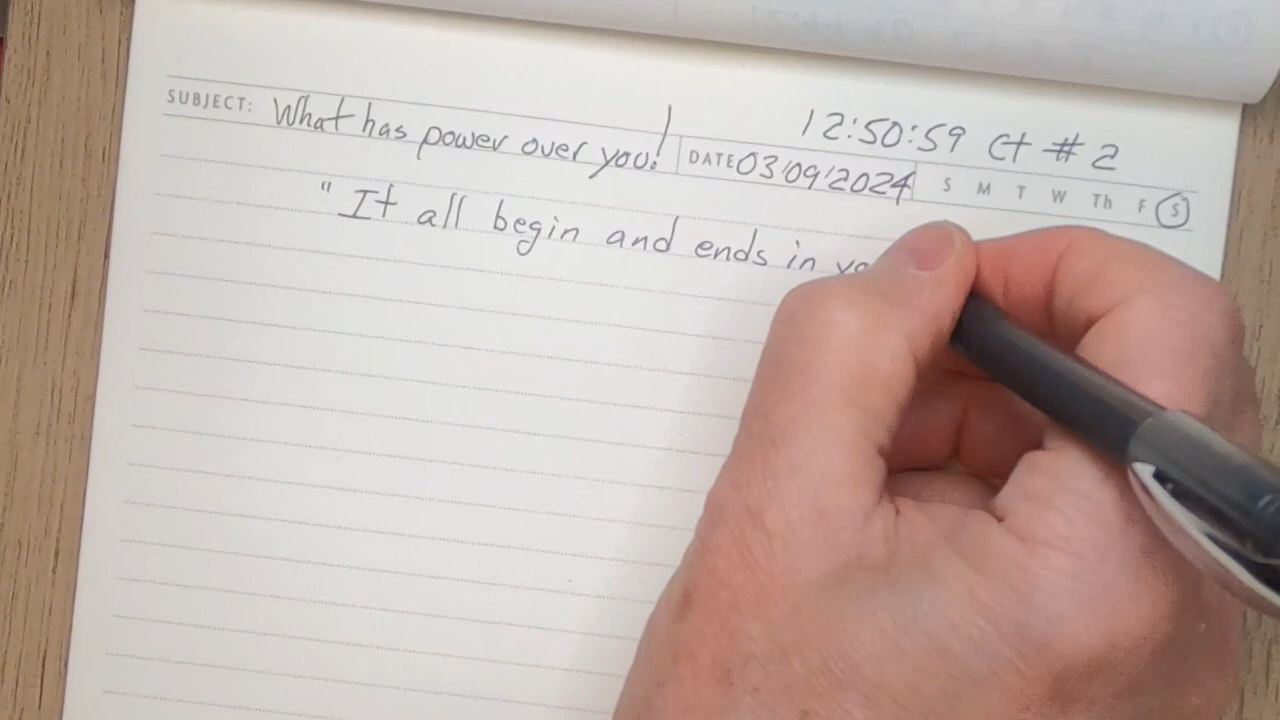 12:50:59 Ct # 2
SUBJECT: What has power over you! DATE 03/09/2024 S M T W Th F S
"It all begin and ends in